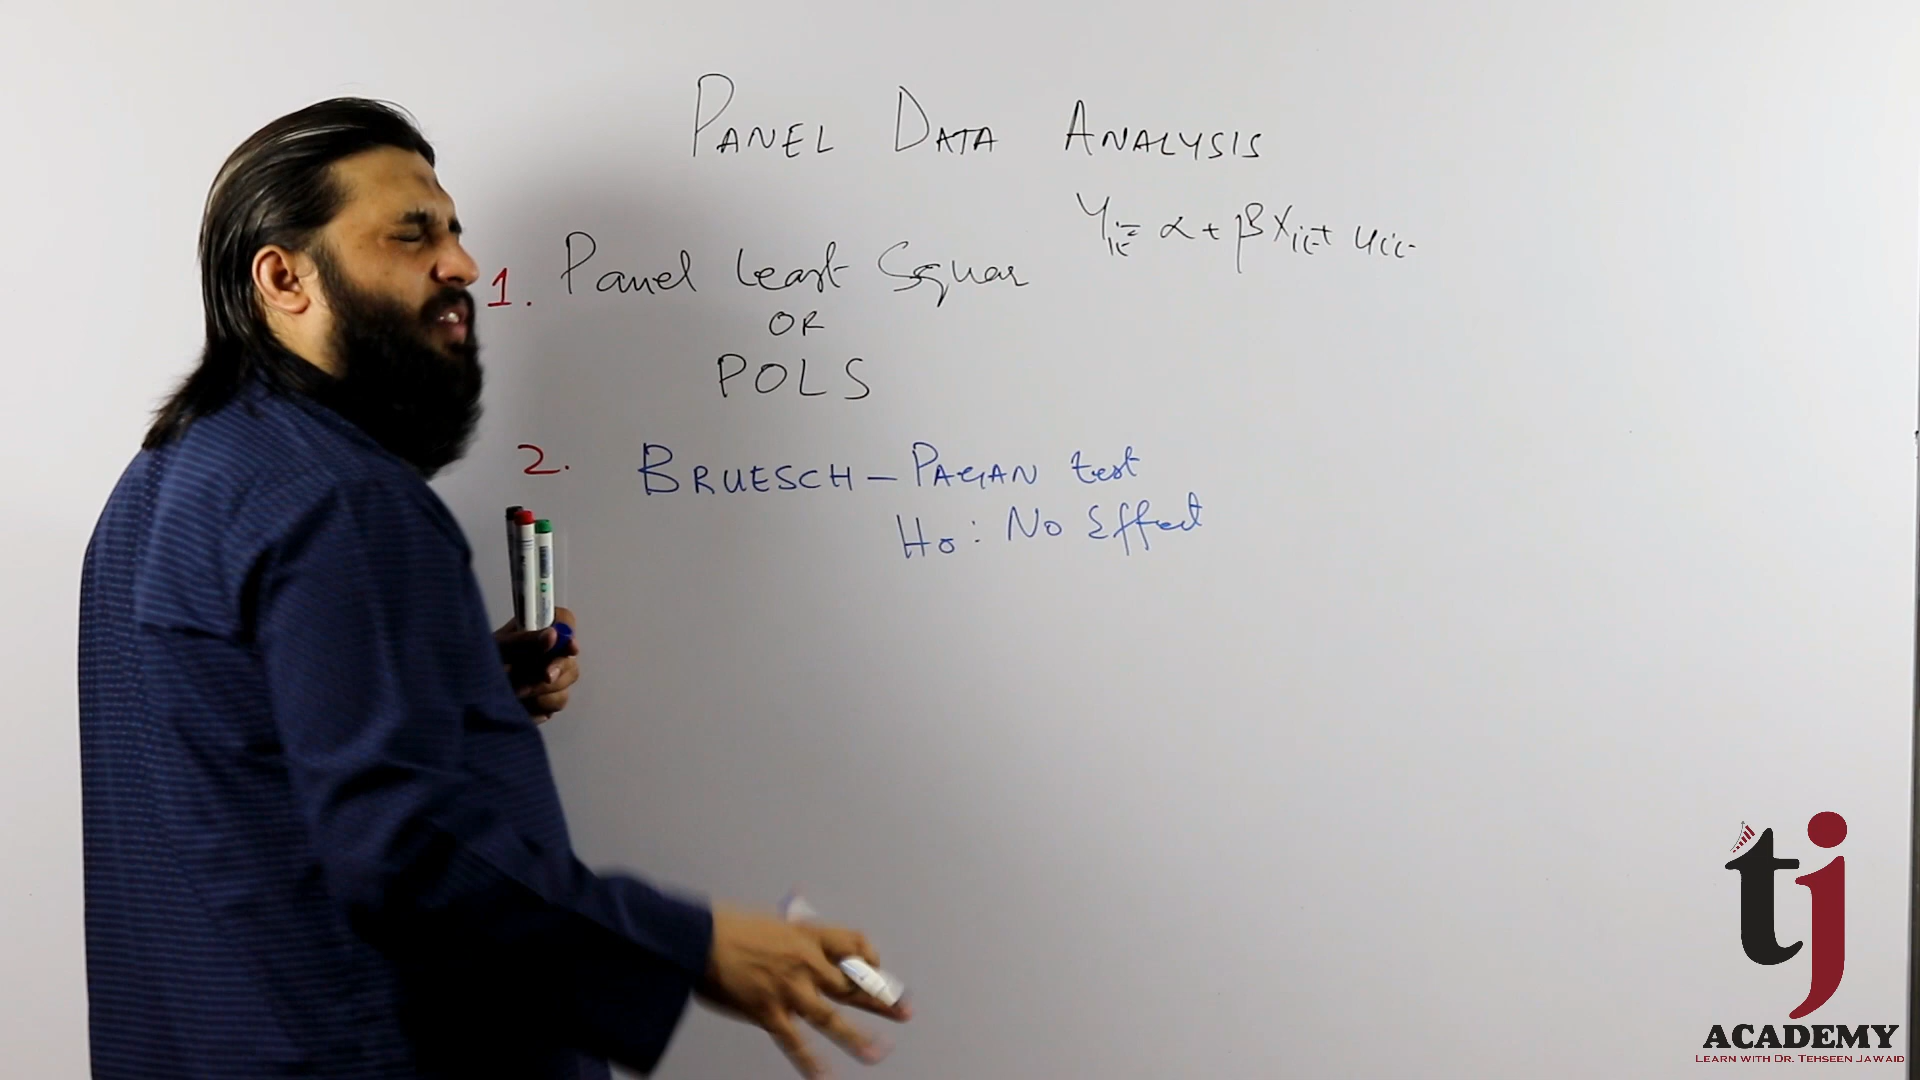 PANEL DATA ANALYSIS
Yit = α + βXit + uit
1. Panel Least Squar
OR
POLS
2. BRUESCH - PAGAN test
Ho: No Effect
tj
ACADEMY
LEARN WITH DR. TEHSEEN JAWAID